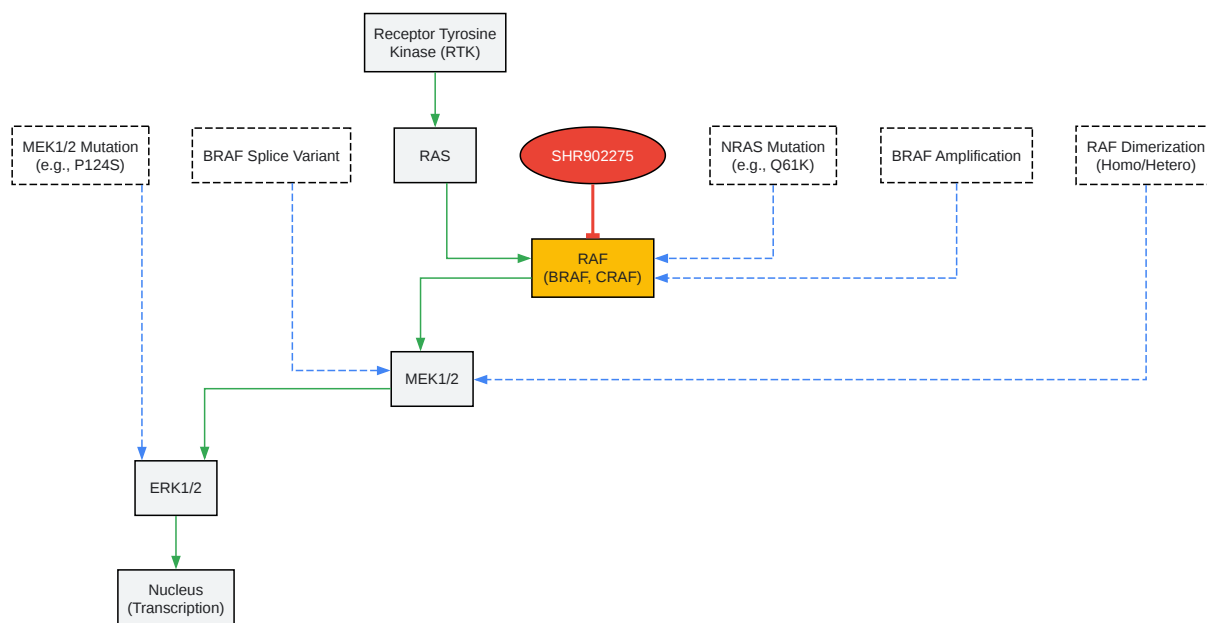 Receptor Tyrosine
Kinase (RTK)
MEK1/2 Mutation
(e.g., P124S)
BRAF Splice Variant
RAS
SHR902275
NRAS Mutation
(e.g., Q61K)
BRAF Amplification
RAF Dimerization
(Homo/Hetero)
RAF
(BRAF, CRAF)
MEK1/2
ERK1/2
Nucleus
(Transcription)